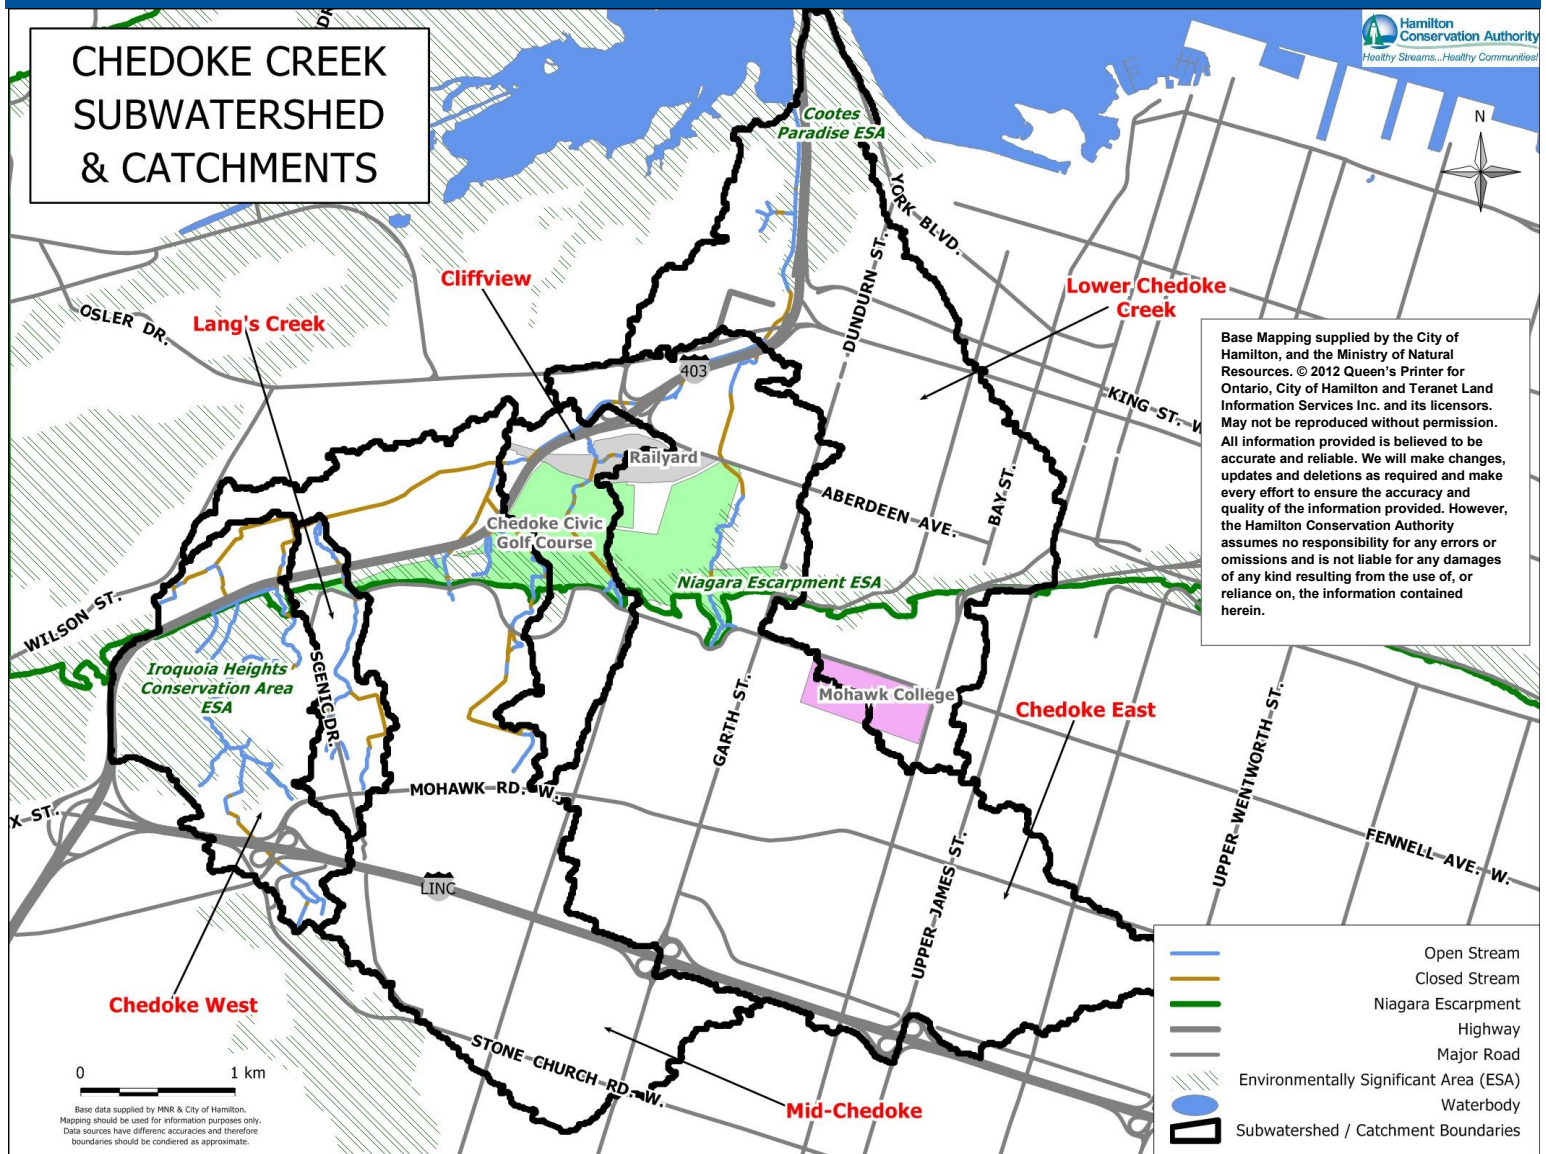 CHEDOKE CREEK
SUBWATERSHED
& CATCHMENTS
DR
Hamilton
Conservation Authority
Healthy Streams...Healthy Communities!
N
Cootes
Paradise ESA
YORK BLVD.
DUNDURN ST.
Cliffview
Lower Chedoke
Creek
Lang's Creek
OSLER DR.
403
KING ST. W
Railyard
ABERDEEN AVE.
BAY ST.
Chedoke Civic
Golf Course
Niagara Escarpment ESA
WILSON ST.
Iroquoia Heights
Conservation Area
ESA
SCENIC DR.
Mohawk College
GARTH ST.
Chedoke East
MOHAWK RD. W.
X ST.
UPPER WENTWORTH ST.
FENNELL AVE. W.
LINC
UPPER JAMES ST.
Chedoke West
STONE CHURCH RD. W.
Mid-Chedoke
Base Mapping supplied by the City of
Hamilton, and the Ministry of Natural
Resources. © 2012 Queen's Printer for
Ontario, City of Hamilton and Teranet Land
Information Services Inc. and its licensors.
May not be reproduced without permission.
All information provided is believed to be
accurate and reliable. We will make changes,
updates and deletions as required and make
every effort to ensure the accuracy and
quality of the information provided. However,
the Hamilton Conservation Authority
assumes no responsibility for any errors or
omissions and is not liable for any damages
of any kind resulting from the use of, or
reliance on, the information contained
herein.
0 1 km
Base data supplied by MNR & City of Hamilton.
Mapping should be used for information purposes only.
Data sources have differenc accuracies and therefore
boundaries should be condiered as approximate.
Open Stream
Closed Stream
Niagara Escarpment
Highway
Major Road
Environmentally Significant Area (ESA)
Waterbody
Subwatershed / Catchment Boundaries